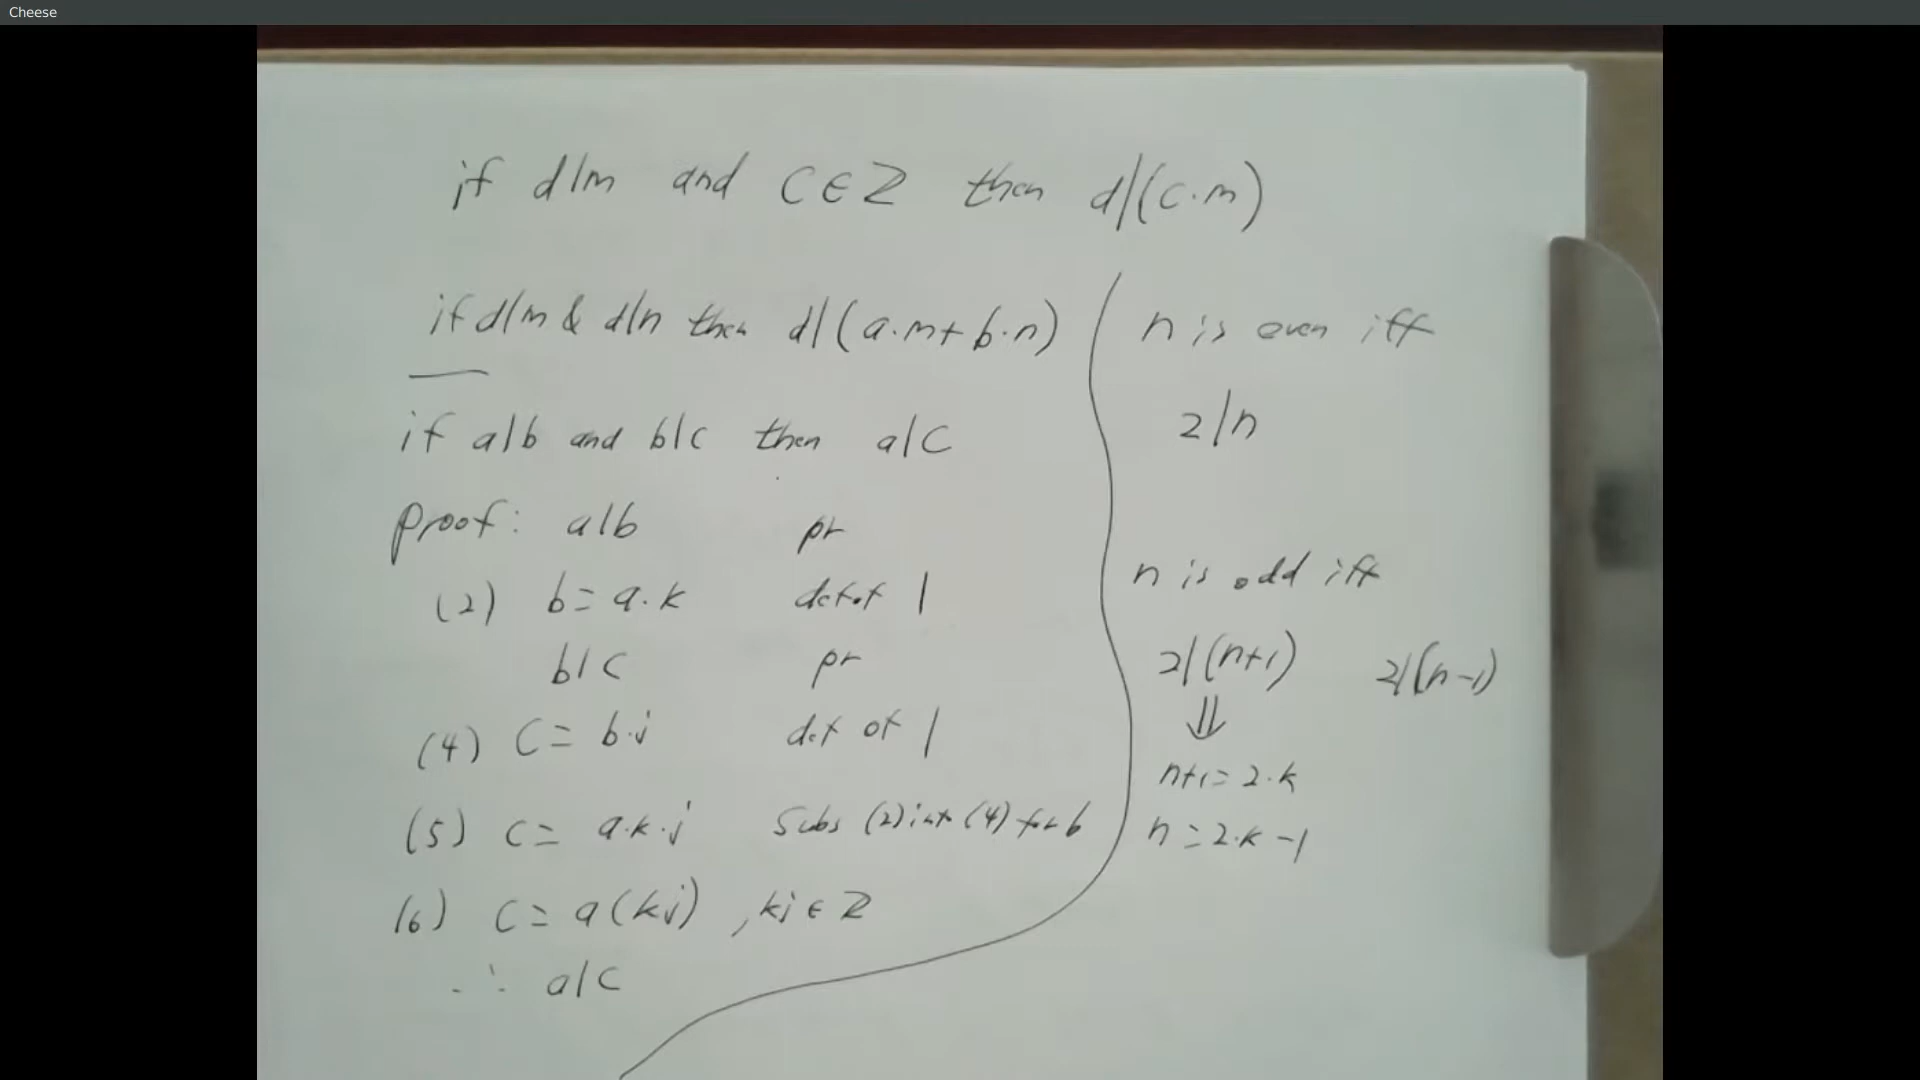 Cheese
if d|m and C∈Z then d|(c·m)
if d|m & d|n then d|(a·m+b·n)
if a|b and b|c then a|C
proof: a|b pr
(2) b = a·k def of |
b|c pr
(4) C = b·j def of |
(5) c = a·k·j Subs (2) into (4) for b
(6) c = a(kj) , kj ∈ Z
∴ a|c
n is even iff
2|n
n is odd iff
2|(n+1) 2|(n-1)
⇓
n+1=2·k
n=2·k-1